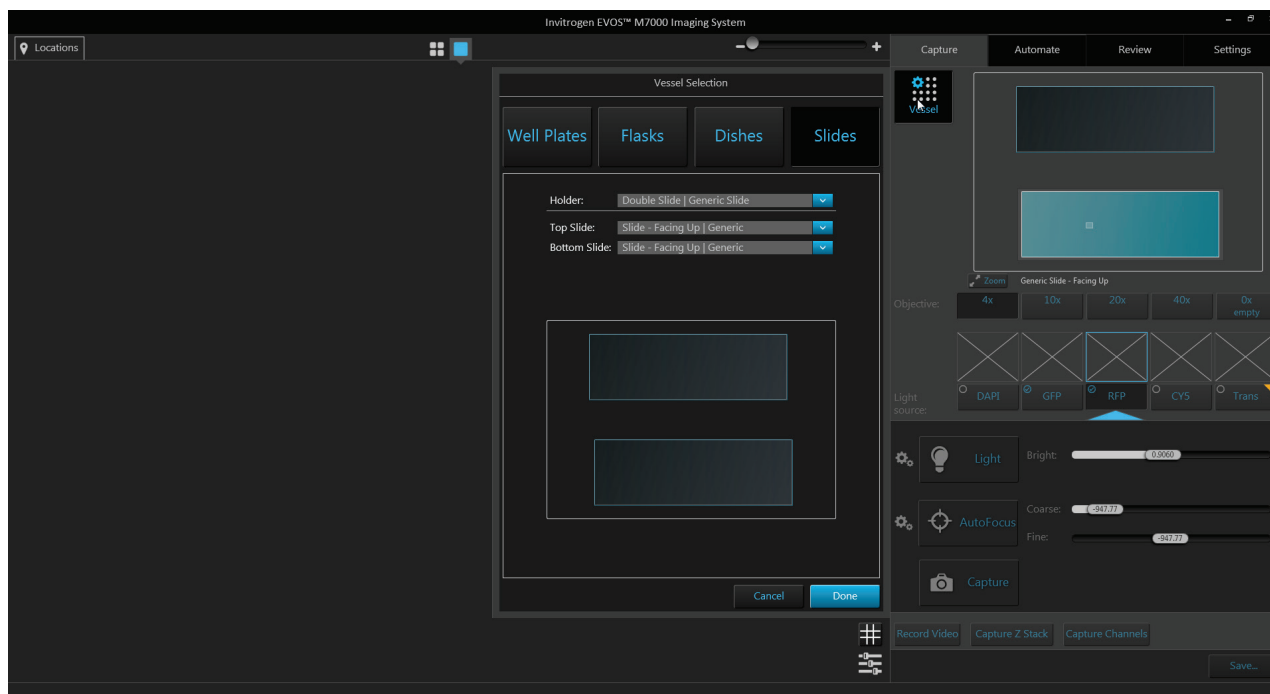 Invitrogen EVOS™ M7000 Imaging System
Locations
Capture Automate Review Settings
Vessel
Vessel Selection
Well Plates Flasks Dishes Slides
Holder: Double Slide | Generic Slide
Top Slide: Slide - Facing Up | Generic
Bottom Slide: Slide - Facing Up | Generic
Cancel Done
Zoom Generic Slide - Facing Up
Objective: 4x 10x 20x 40x 0x
empty
Light
source: DAPI GFP RFP CY5 Trans
Light Bright: 0.9060
AutoFocus Coarse: -947.77
Fine: -947.77
Capture
Record Video Capture Z Stack Capture Channels
Save...